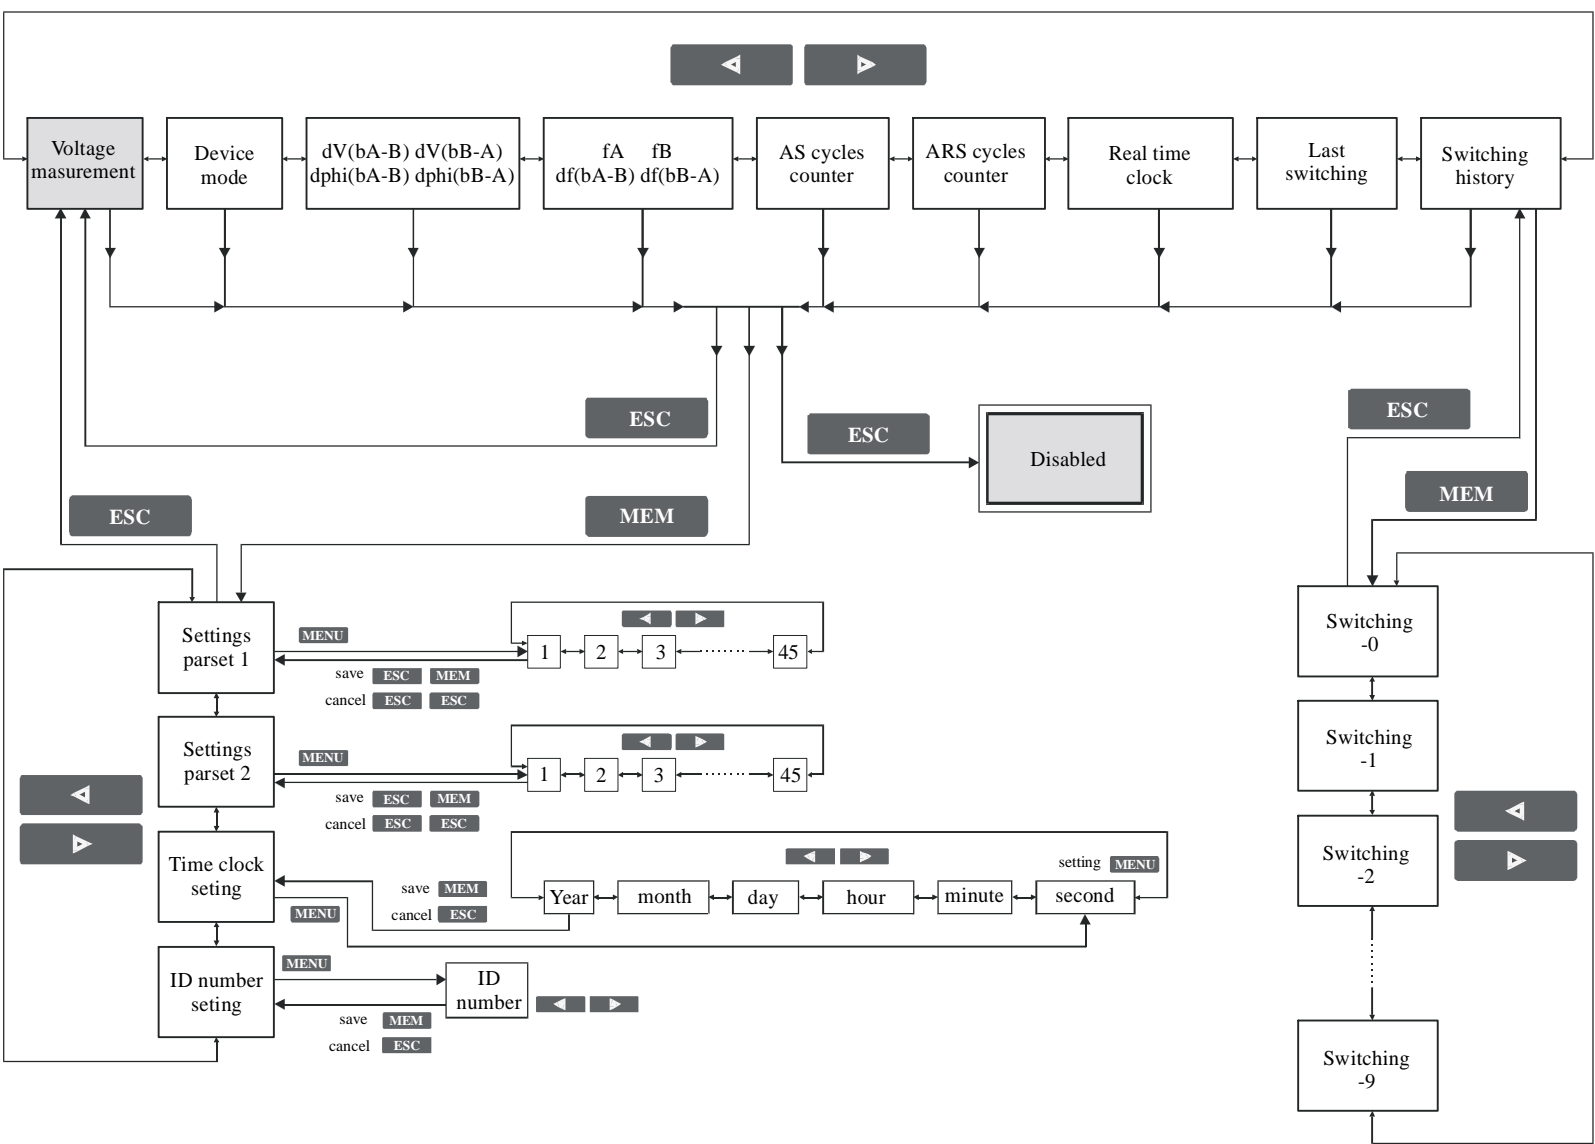 Voltage
masurement
Device
mode
dV(bA-B) dV(bB-A)
dphi(bA-B) dphi(bB-A)
fA fB
df(bA-B) df(bB-A)
AS cycles
counter
ARS cycles
counter
Real time
clock
Last
switching
Switching
history
ESC
ESC
Disabled
ESC
MEM
ESC
MEM
Settings
parset 1
MENU
1
2
3
45
save ESC MEM
cancel ESC ESC
Settings
parset 2
MENU
1
2
3
45
save ESC MEM
cancel ESC ESC
Time clock
seting
MENU
save MEM
cancel ESC
setting MENU
Year
month
day
hour
minute
second
ID number
seting
MENU
ID
number
save MEM
cancel ESC
Switching
-0
Switching
-1
Switching
-2
Switching
-9